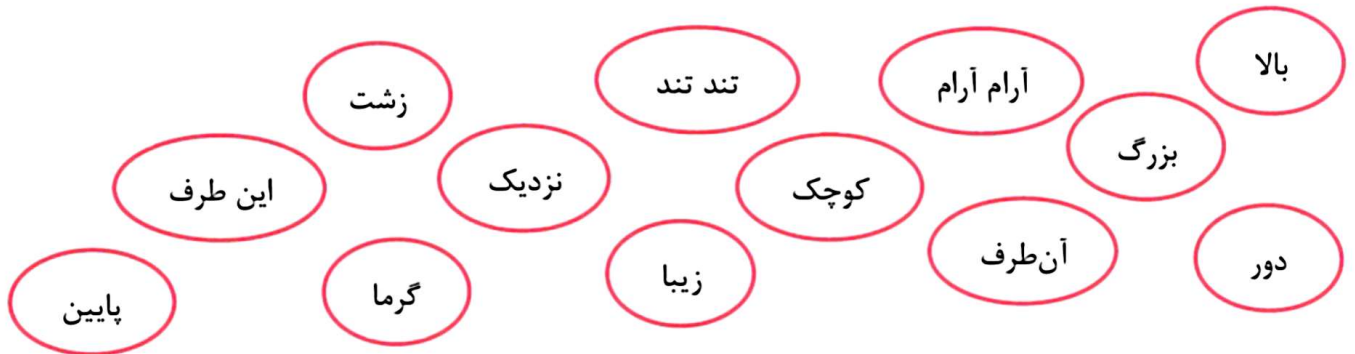 بالا
آرام آرام
تند تند
زشت
بزرگ
کوچک
نزدیک
این طرف
دور
آن‌طرف
زیبا
گرما
پایین